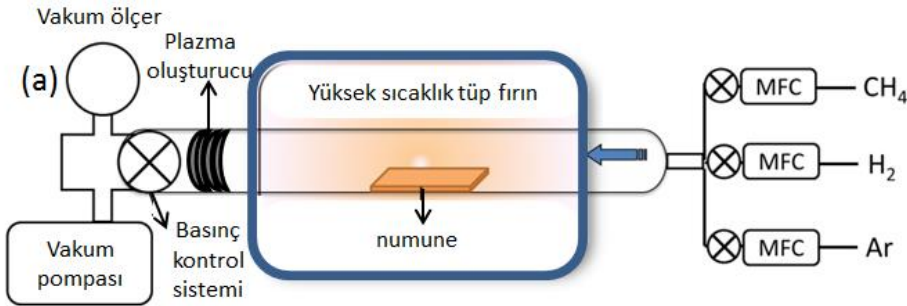 Vakum ölçer
(a)
Plazma
oluşturucu
Yüksek sıcaklık tüp fırın
numune
Basınç
kontrol
sistemi
Vakum
pompası
MFC
CH4
MFC
H2
MFC
Ar